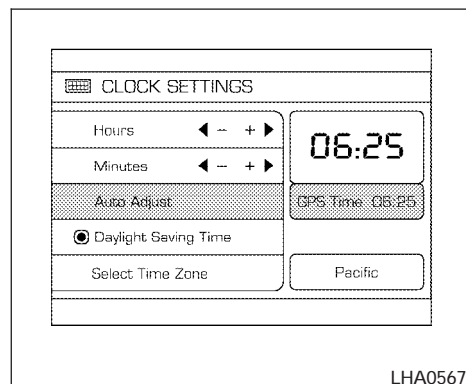 CLOCK SETTINGS
Hours - +
06:25
Minutes - +
Auto Adjust
GPS Time 06:25
Daylight Saving Time
Select Time Zone
Pacific
LHA0567